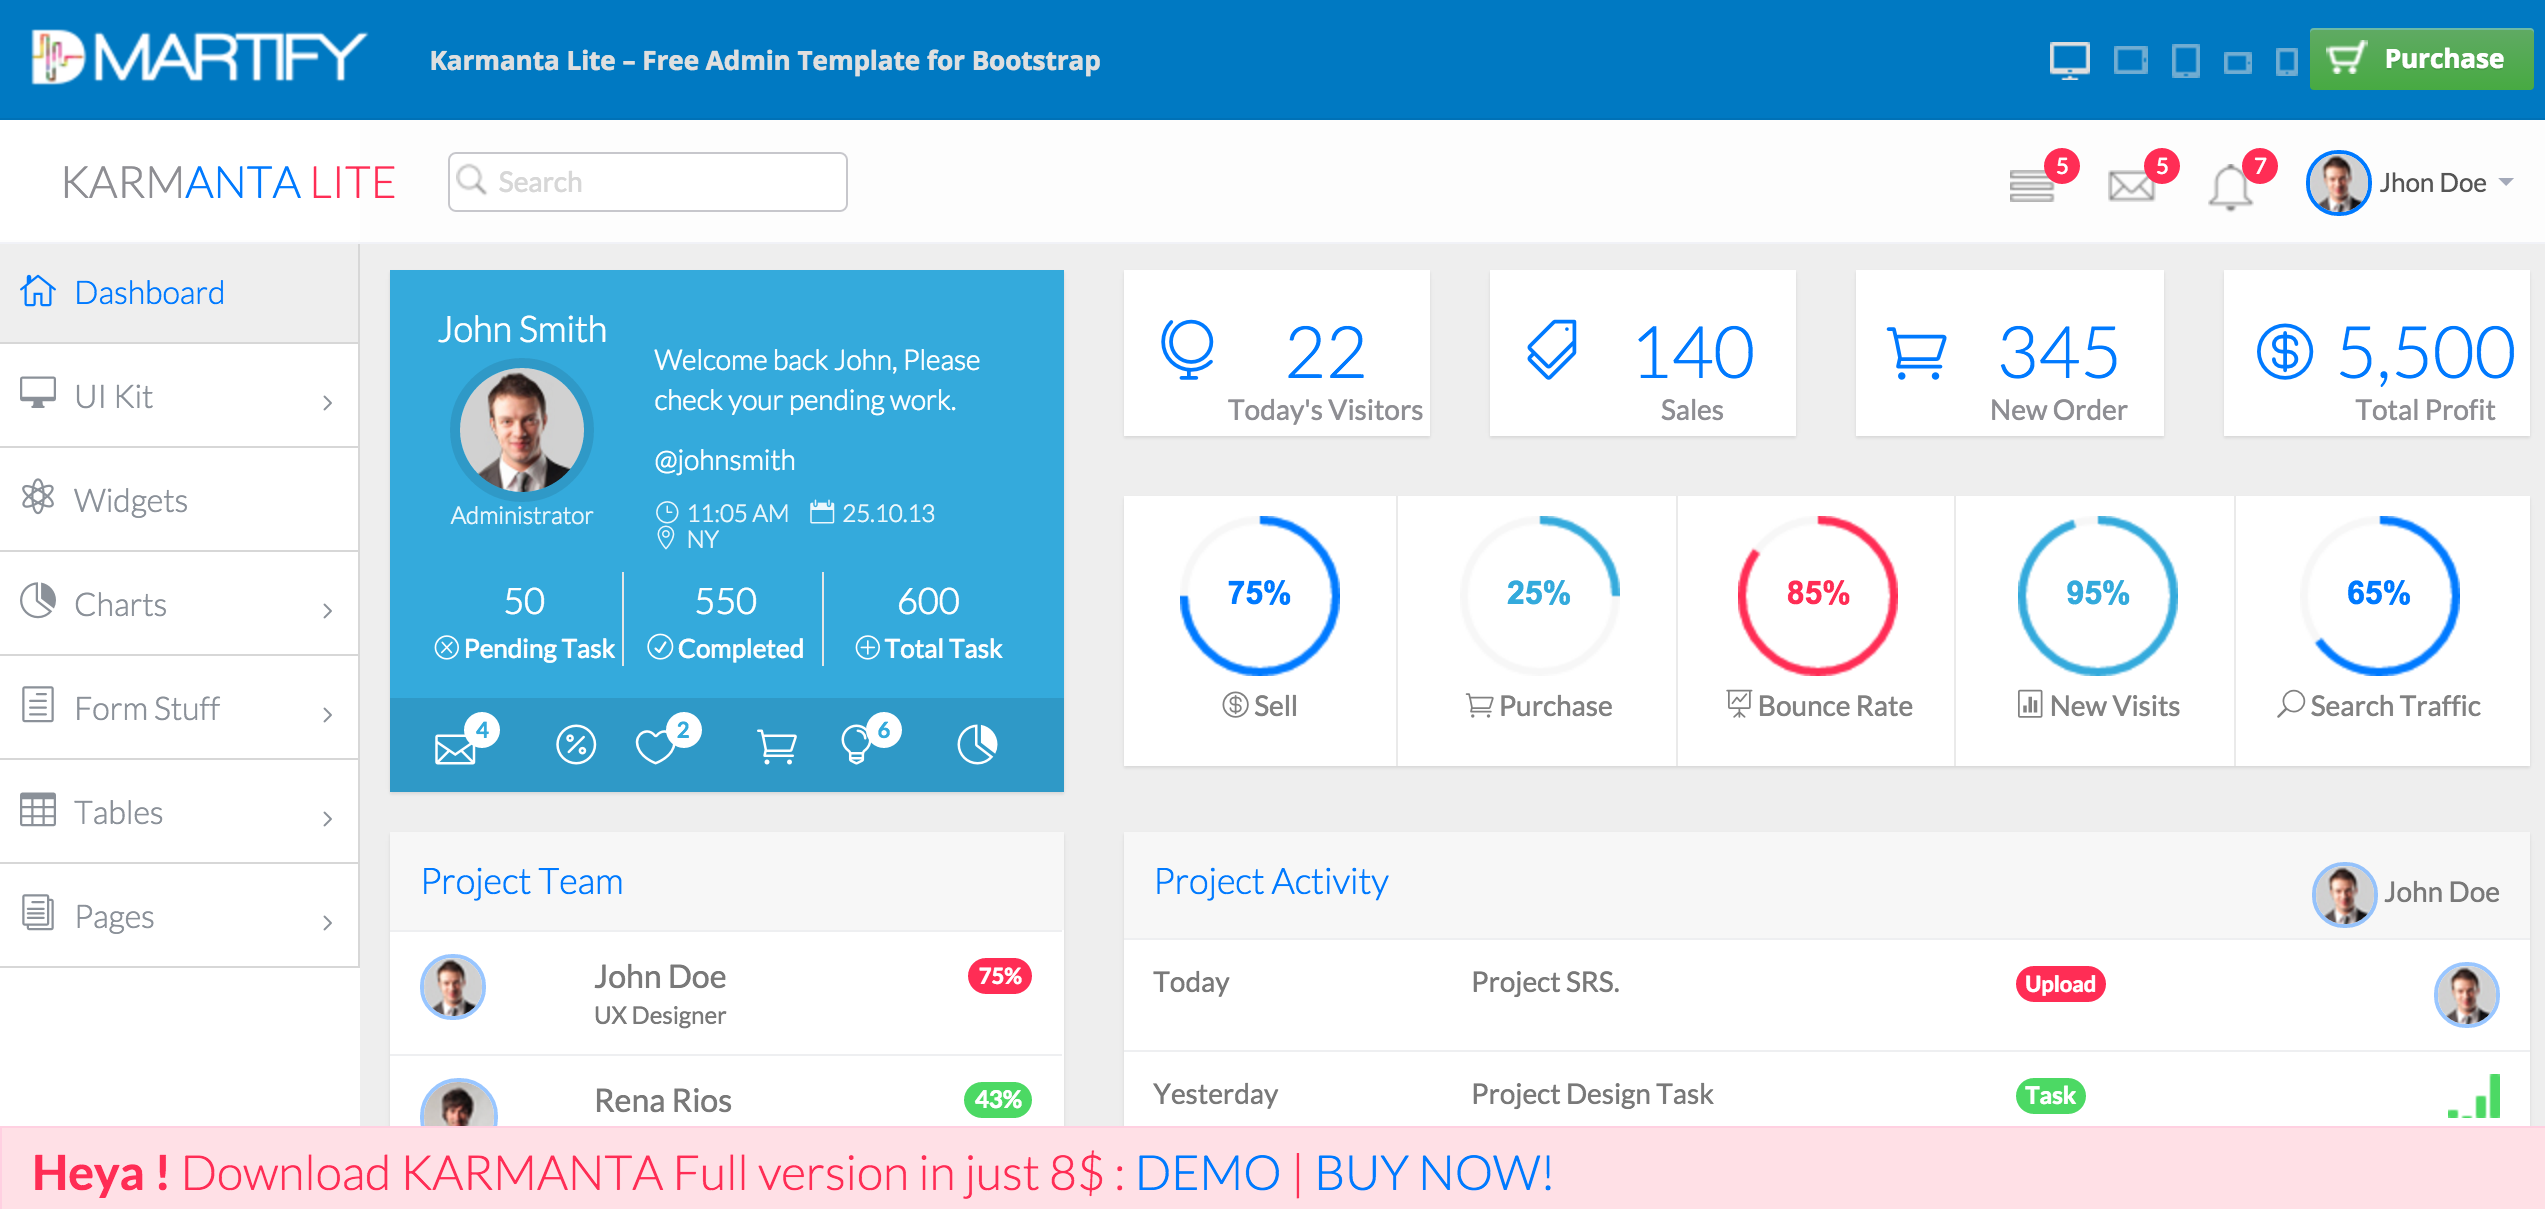 DMARTIFY
Karmanta Lite – Free Admin Template for Bootstrap
Purchase
KARMANTA LITE
Search
5
5
7
Jhon Doe
Dashboard
UI Kit
Widgets
Charts
Form Stuff
Tables
Pages
John Smith
Welcome back John, Please
check your pending work.
@johnsmith
Administrator
11:05 AM 25.10.13
NY
50 550 600
Pending Task Completed Total Task
4 2 6
22
Today's Visitors
140
Sales
345
New Order
5,500
Total Profit
75% 25% 85% 95% 65%
Sell Purchase Bounce Rate New Visits Search Traffic
Project Team
John Doe 75%
UX Designer
Rena Rios 43%
Project Activity John Doe
Today Project SRS. Upload
Yesterday Project Design Task Task
Heya ! Download KARMANTA Full version in just 8$ : DEMO | BUY NOW!